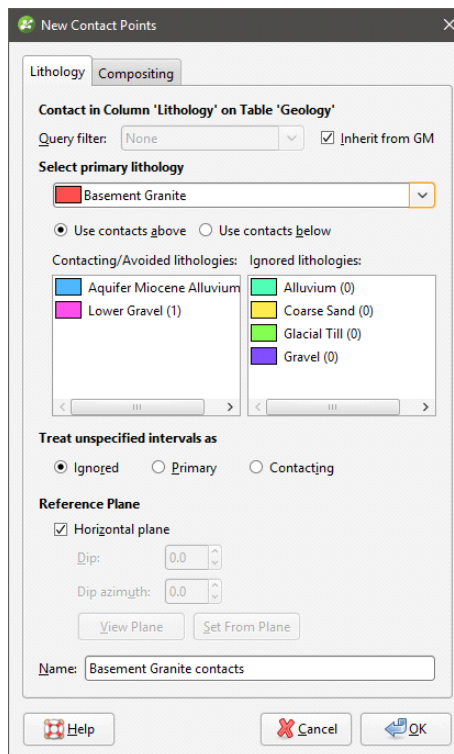 New Contact Points
Lithology Compositing
Contact in Column 'Lithology' on Table 'Geology'
Query filter: None Inherit from GM
Select primary lithology
Basement Granite
Use contacts above Use contacts below
Contacting/Avoided lithologies: Ignored lithologies:
Aquifer Miocene Alluvium Alluvium (0)
Lower Gravel (1) Coarse Sand (0)
Glacial Till (0)
Gravel (0)
Treat unspecified intervals as
Ignored Primary Contacting
Reference Plane
Horizontal plane
Dip: 0.0
Dip azimuth: 0.0
View Plane Set From Plane
Name: Basement Granite contacts
Help Cancel OK